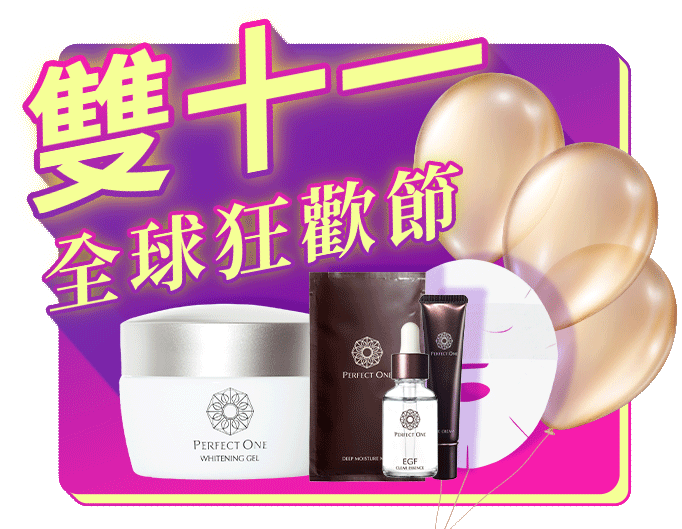 雙十一
全球狂歡節
PERFECT ONE
WHITENING GEL
PERFECT ONE
DEEP MOISTURE
PERFECT ONE
EGF
CLEAR ESSENCE
PERFECT ONE
CREAM